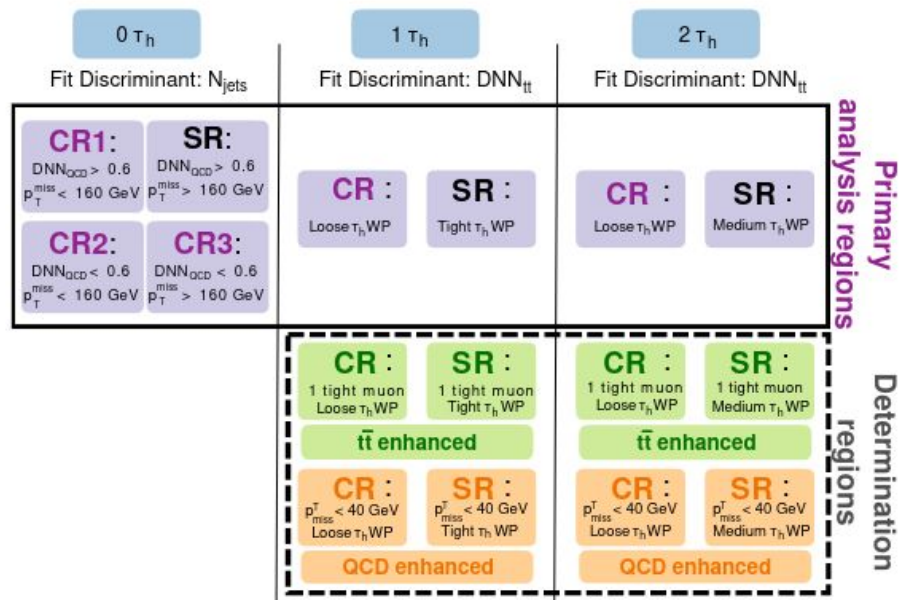 0 τh
1 τh
2 τh
Fit Discriminant: Njets
Fit Discriminant: DNNtt
Fit Discriminant: DNNtt
CR1:
DNNQCD > 0.6
pTmiss < 160 GeV
SR:
DNNQCD > 0.6
pTmiss > 160 GeV
CR2:
DNNQCD < 0.6
pTmiss < 160 GeV
CR3:
DNNQCD < 0.6
pTmiss > 160 GeV
CR :
Loose τh WP
SR :
Tight τh WP
CR :
Loose τh WP
SR :
Medium τh WP
Primary
analysis regions
CR :
1 tight muon
Loose τh WP
SR :
1 tight muon
Tight τh WP
tt̄ enhanced
CR :
1 tight muon
Loose τh WP
SR :
1 tight muon
Medium τh WP
tt̄ enhanced
CR :
pTmiss < 40 GeV
Loose τh WP
SR :
pTmiss < 40 GeV
Tight τh WP
QCD enhanced
CR :
pTmiss < 40 GeV
Loose τh WP
SR :
pTmiss < 40 GeV
Medium τh WP
QCD enhanced
Determination
regions